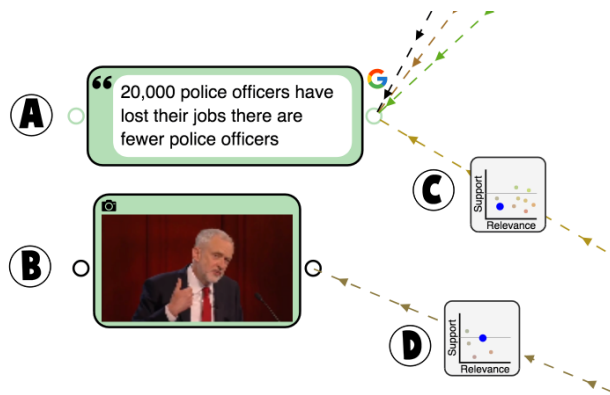 A
“ 20,000 police officers have
lost their jobs there are
fewer police officers
G
C
Support
Relevance
B
D
Support
Relevance